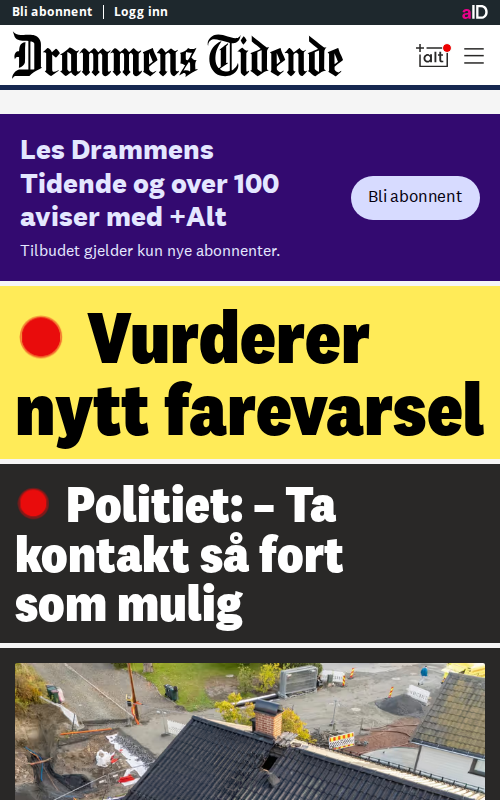 Bli abonnent | Logg inn
aID
Drammens Tidende
+alt
Les Drammens
Tidende og over 100
aviser med +Alt
Bli abonnent
Tilbudet gjelder kun nye abonnenter.
Vurderer
nytt farevarsel
Politiet: – Ta
kontakt så fort
som mulig